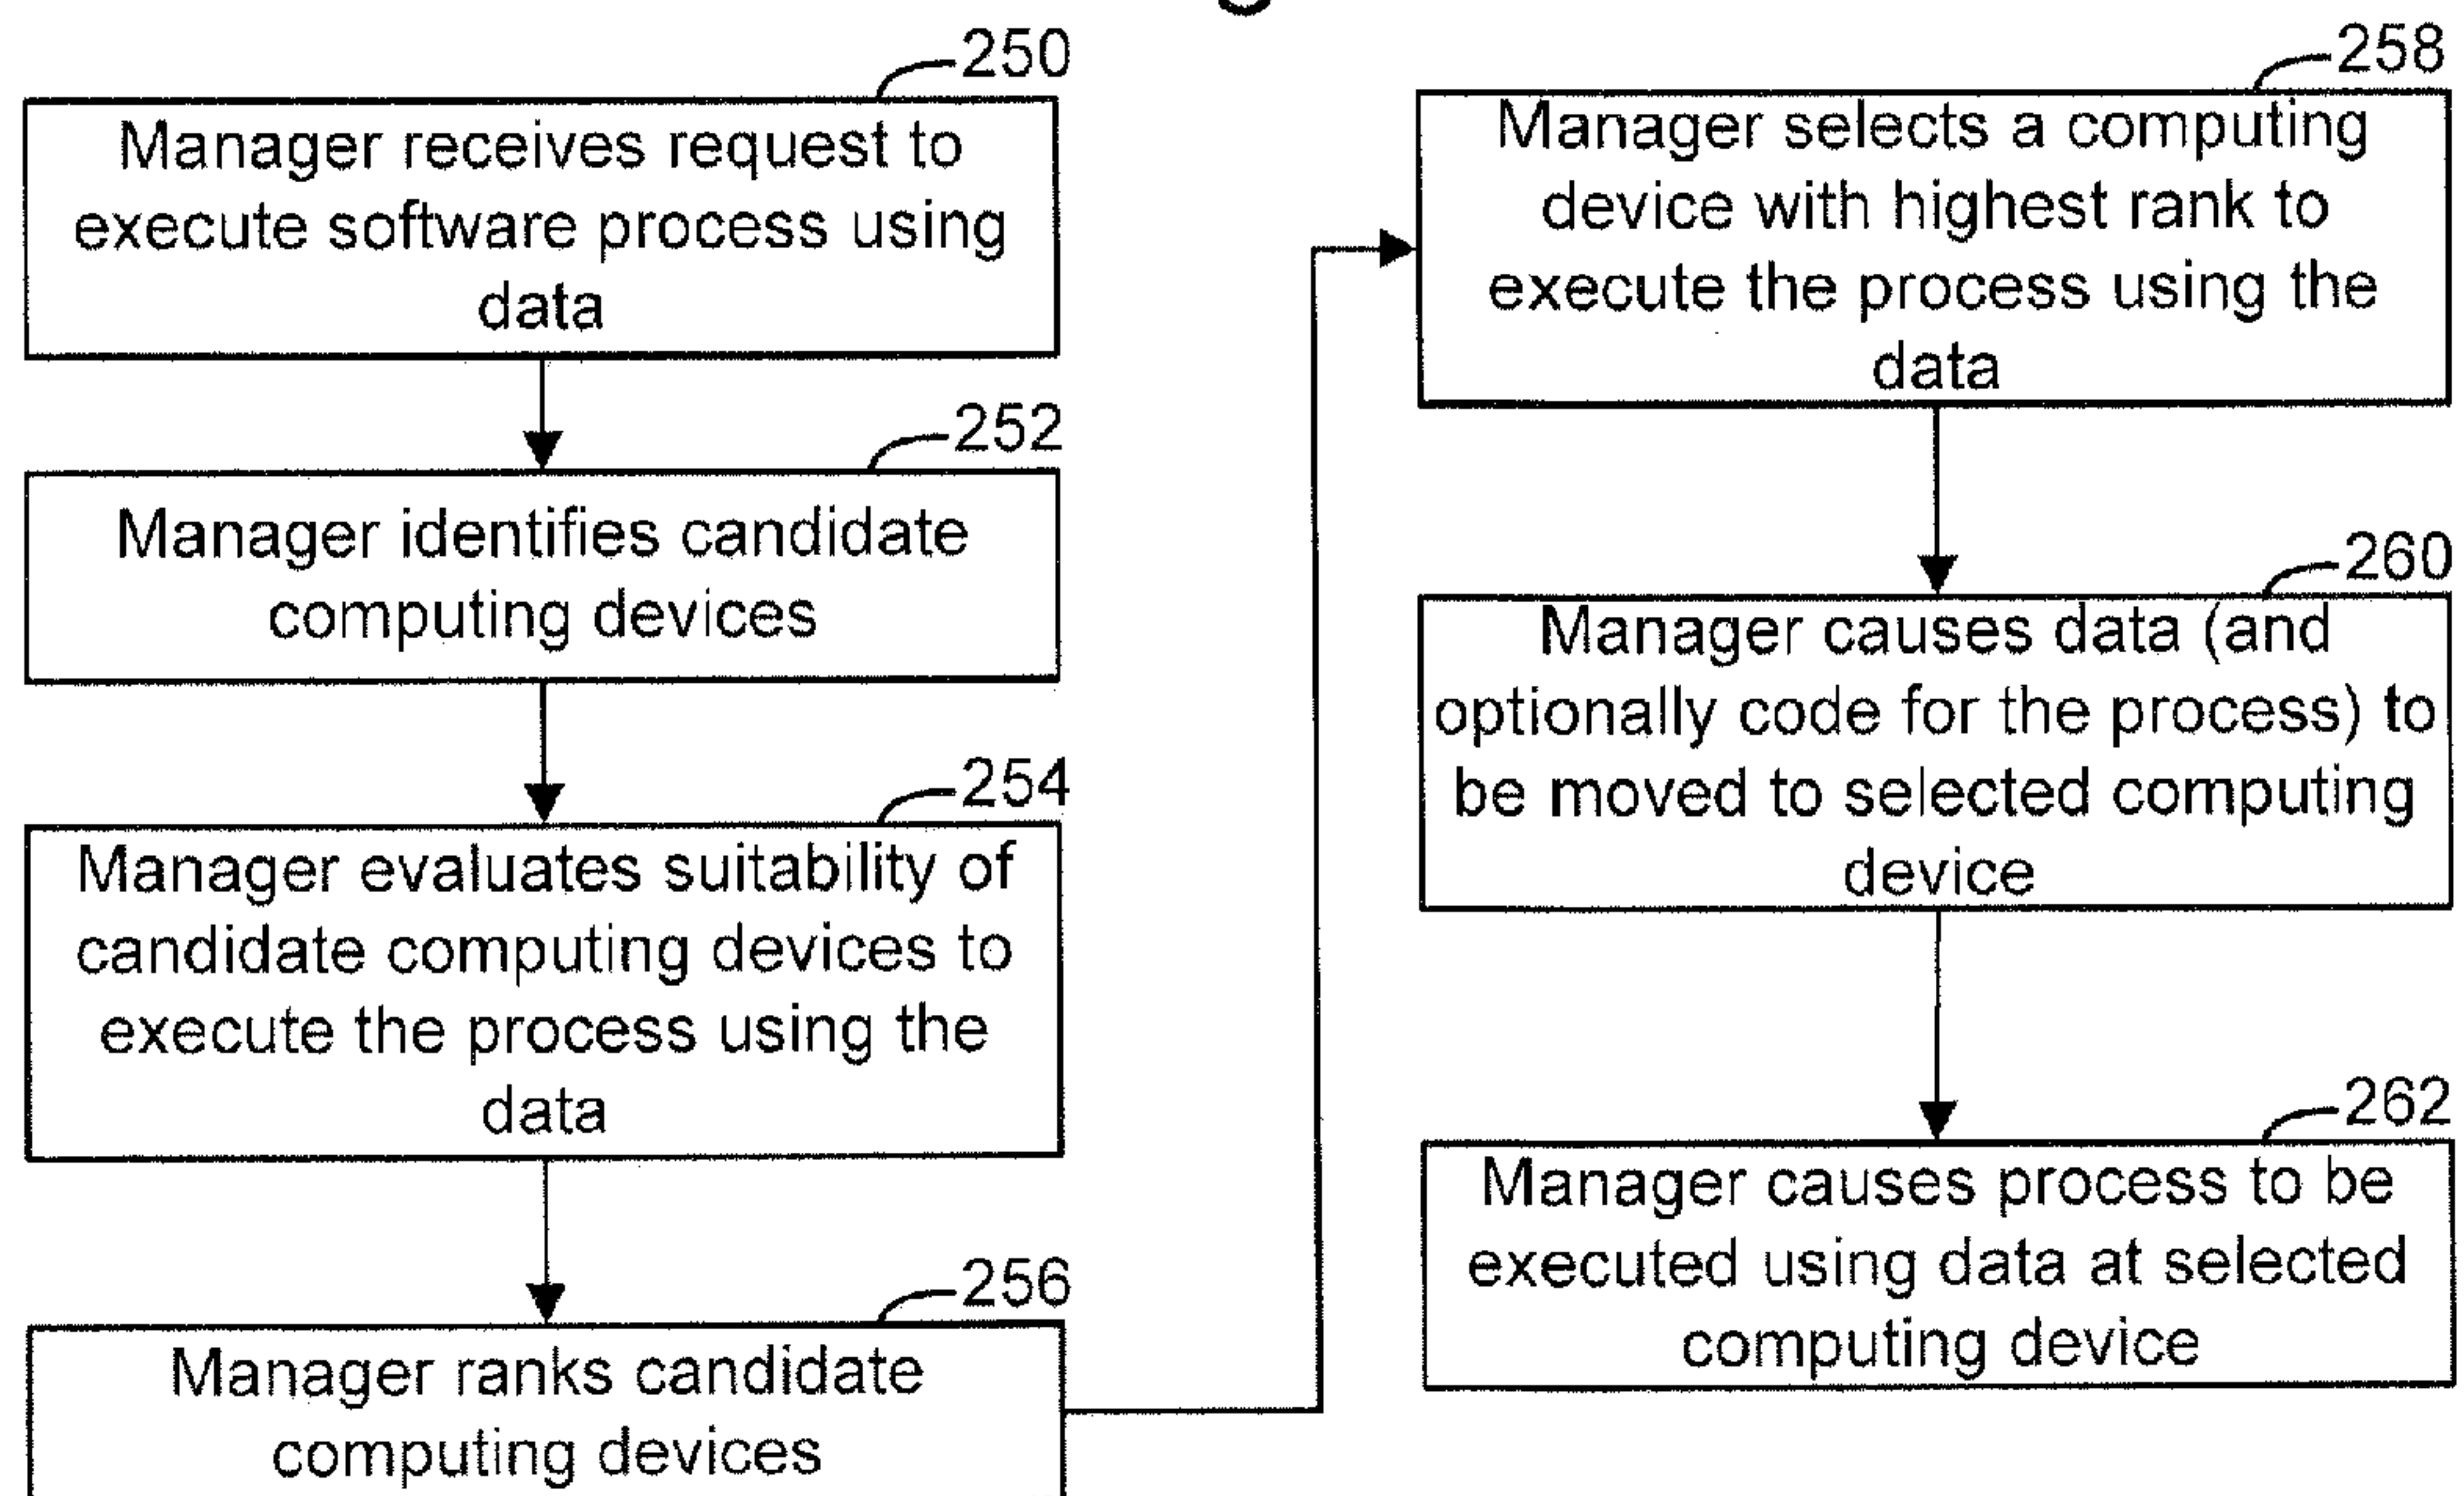 250
Manager receives request to
execute software process using
data
252
Manager identifies candidate
computing devices
254
Manager evaluates suitability of
candidate computing devices to
execute the process using the
data
256
Manager ranks candidate
computing devices
258
Manager selects a computing
device with highest rank to
execute the process using the
data
260
Manager causes data (and
optionally code for the process) to
be moved to selected computing
device
262
Manager causes process to be
executed using data at selected
computing device